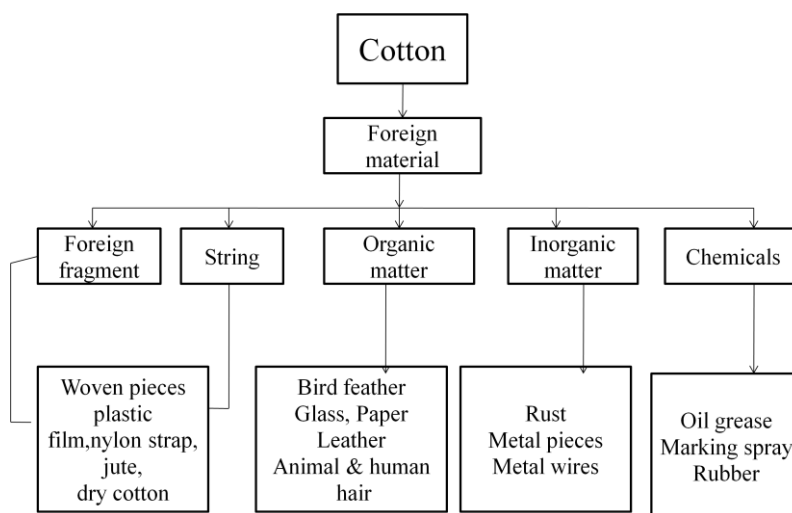 Cotton
Foreign
material
Foreign
fragment
String
Organic
matter
Inorganic
matter
Chemicals
Woven pieces
plastic
film,nylon strap,
jute,
dry cotton
Bird feather
Glass, Paper
Leather
Animal & human
hair
Rust
Metal pieces
Metal wires
Oil grease
Marking spray
Rubber